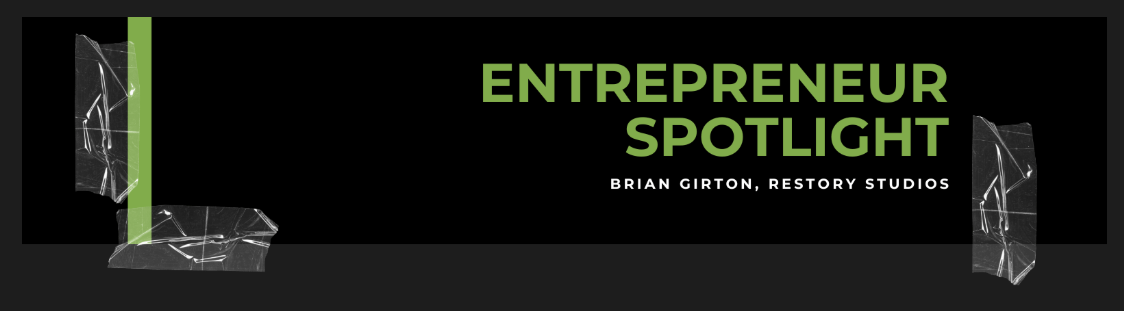 ENTREPRENEUR
SPOTLIGHT
BRIAN GIRTON, RESTORY STUDIOS